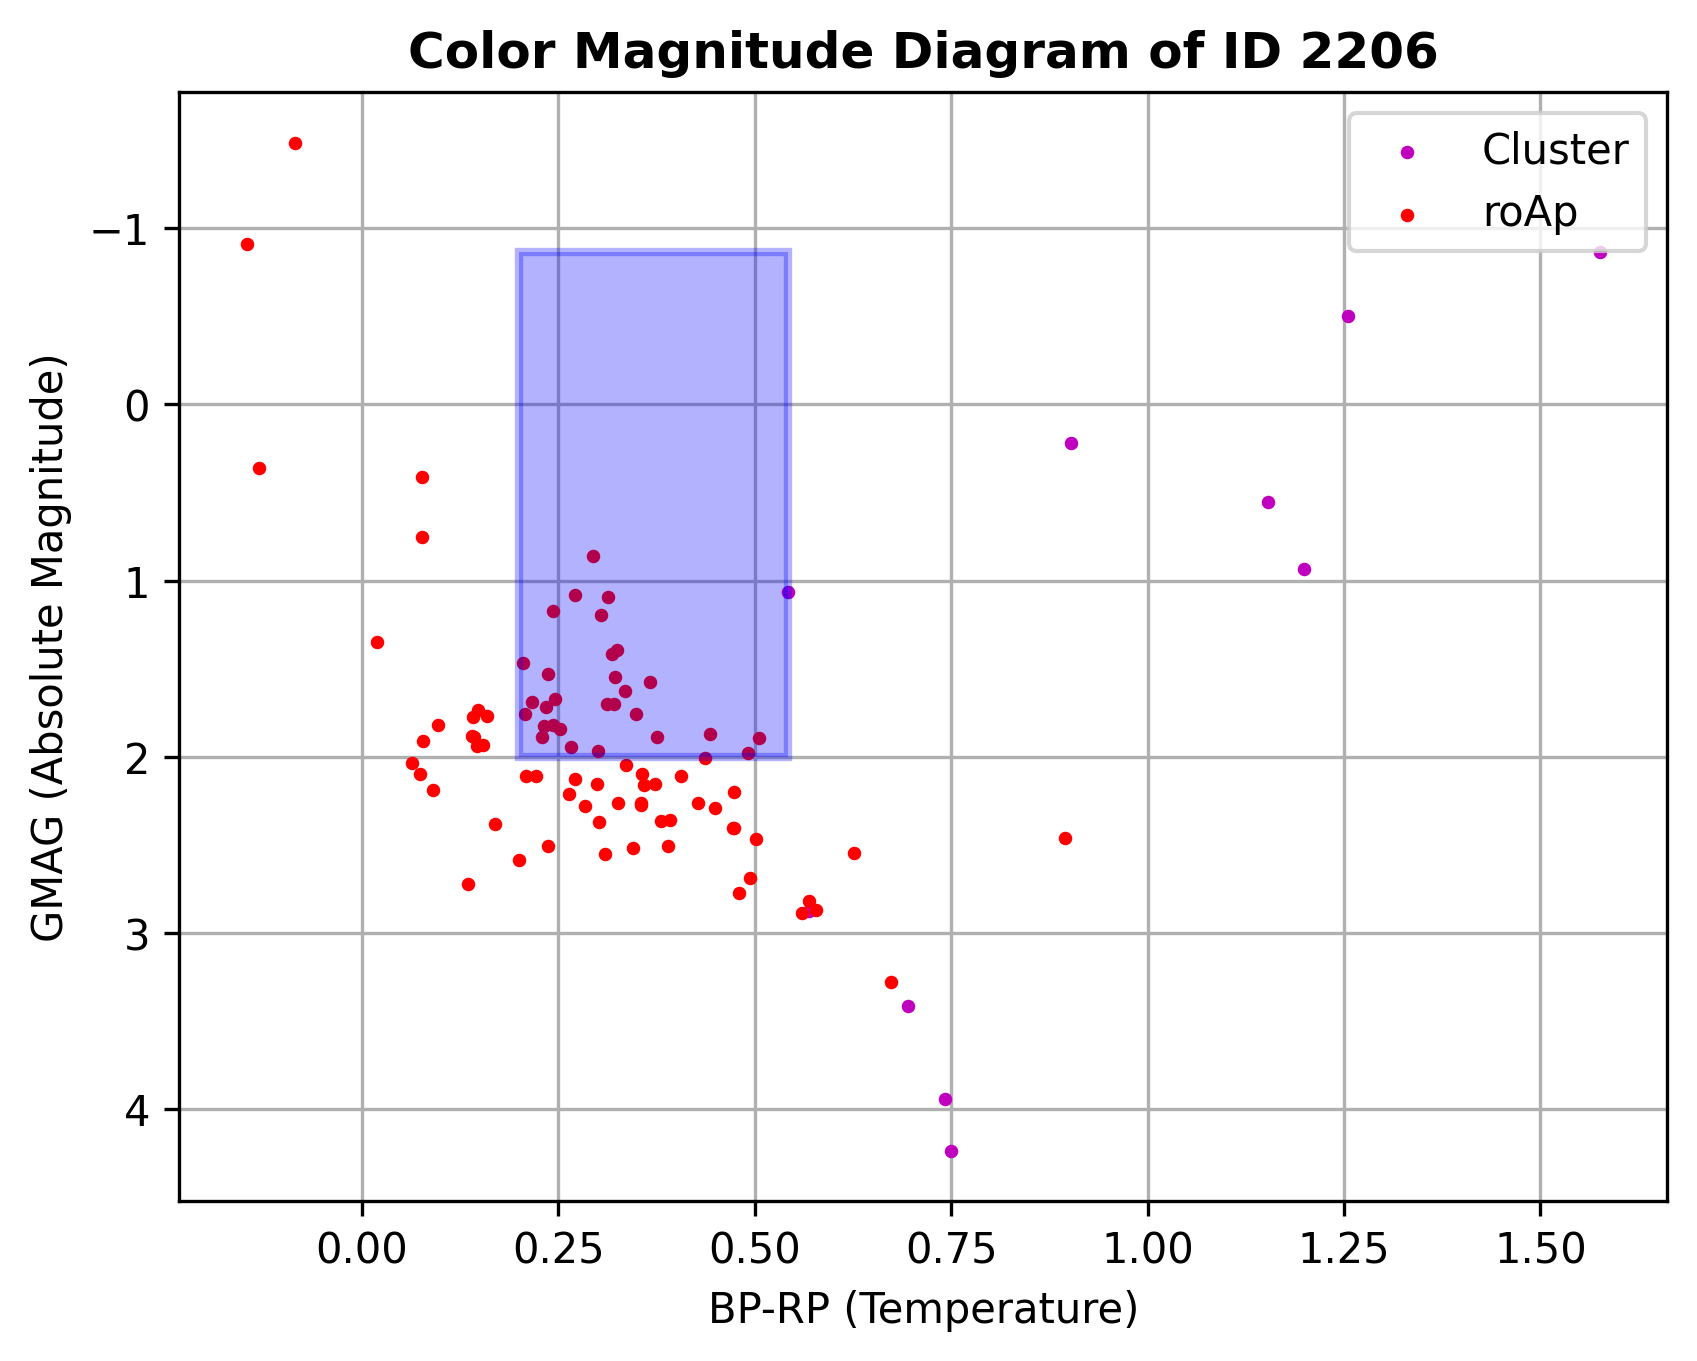 Color Magnitude Diagram of ID 2206
Cluster
roAp
GMAG (Absolute Magnitude)
−1
0
1
2
3
4
0.00 0.25 0.50 0.75 1.00 1.25 1.50
BP-RP (Temperature)